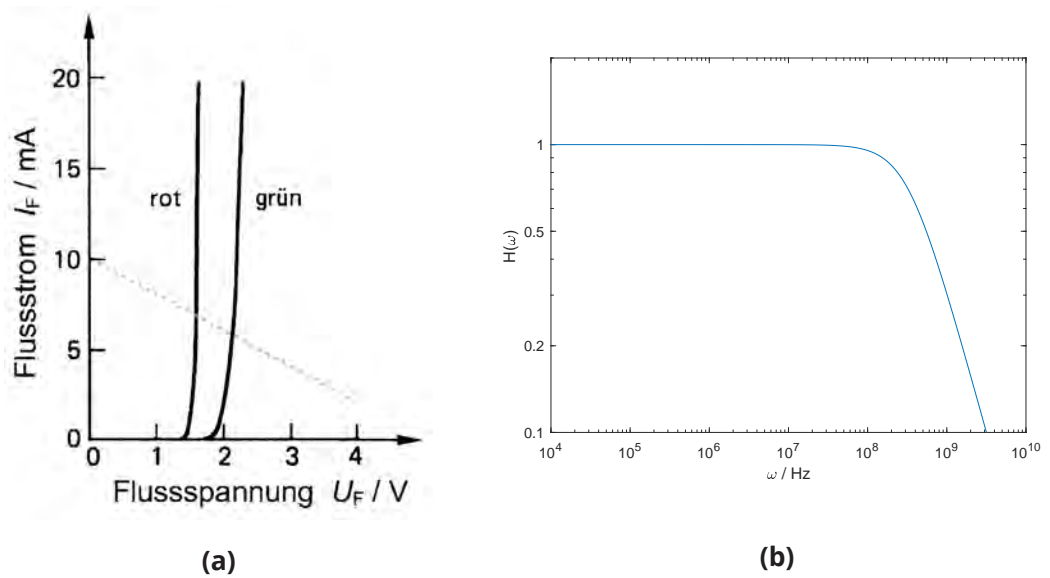 Flussstrom I_F / mA
20
15
10
5
0
rot
grün
0 1 2 3 4
Flussspannung U_F / V
(a)
H(ω)
1
0.5
0.2
0.1
10^4 10^5 10^6 10^7 10^8 10^9 10^10
ω / Hz
(b)